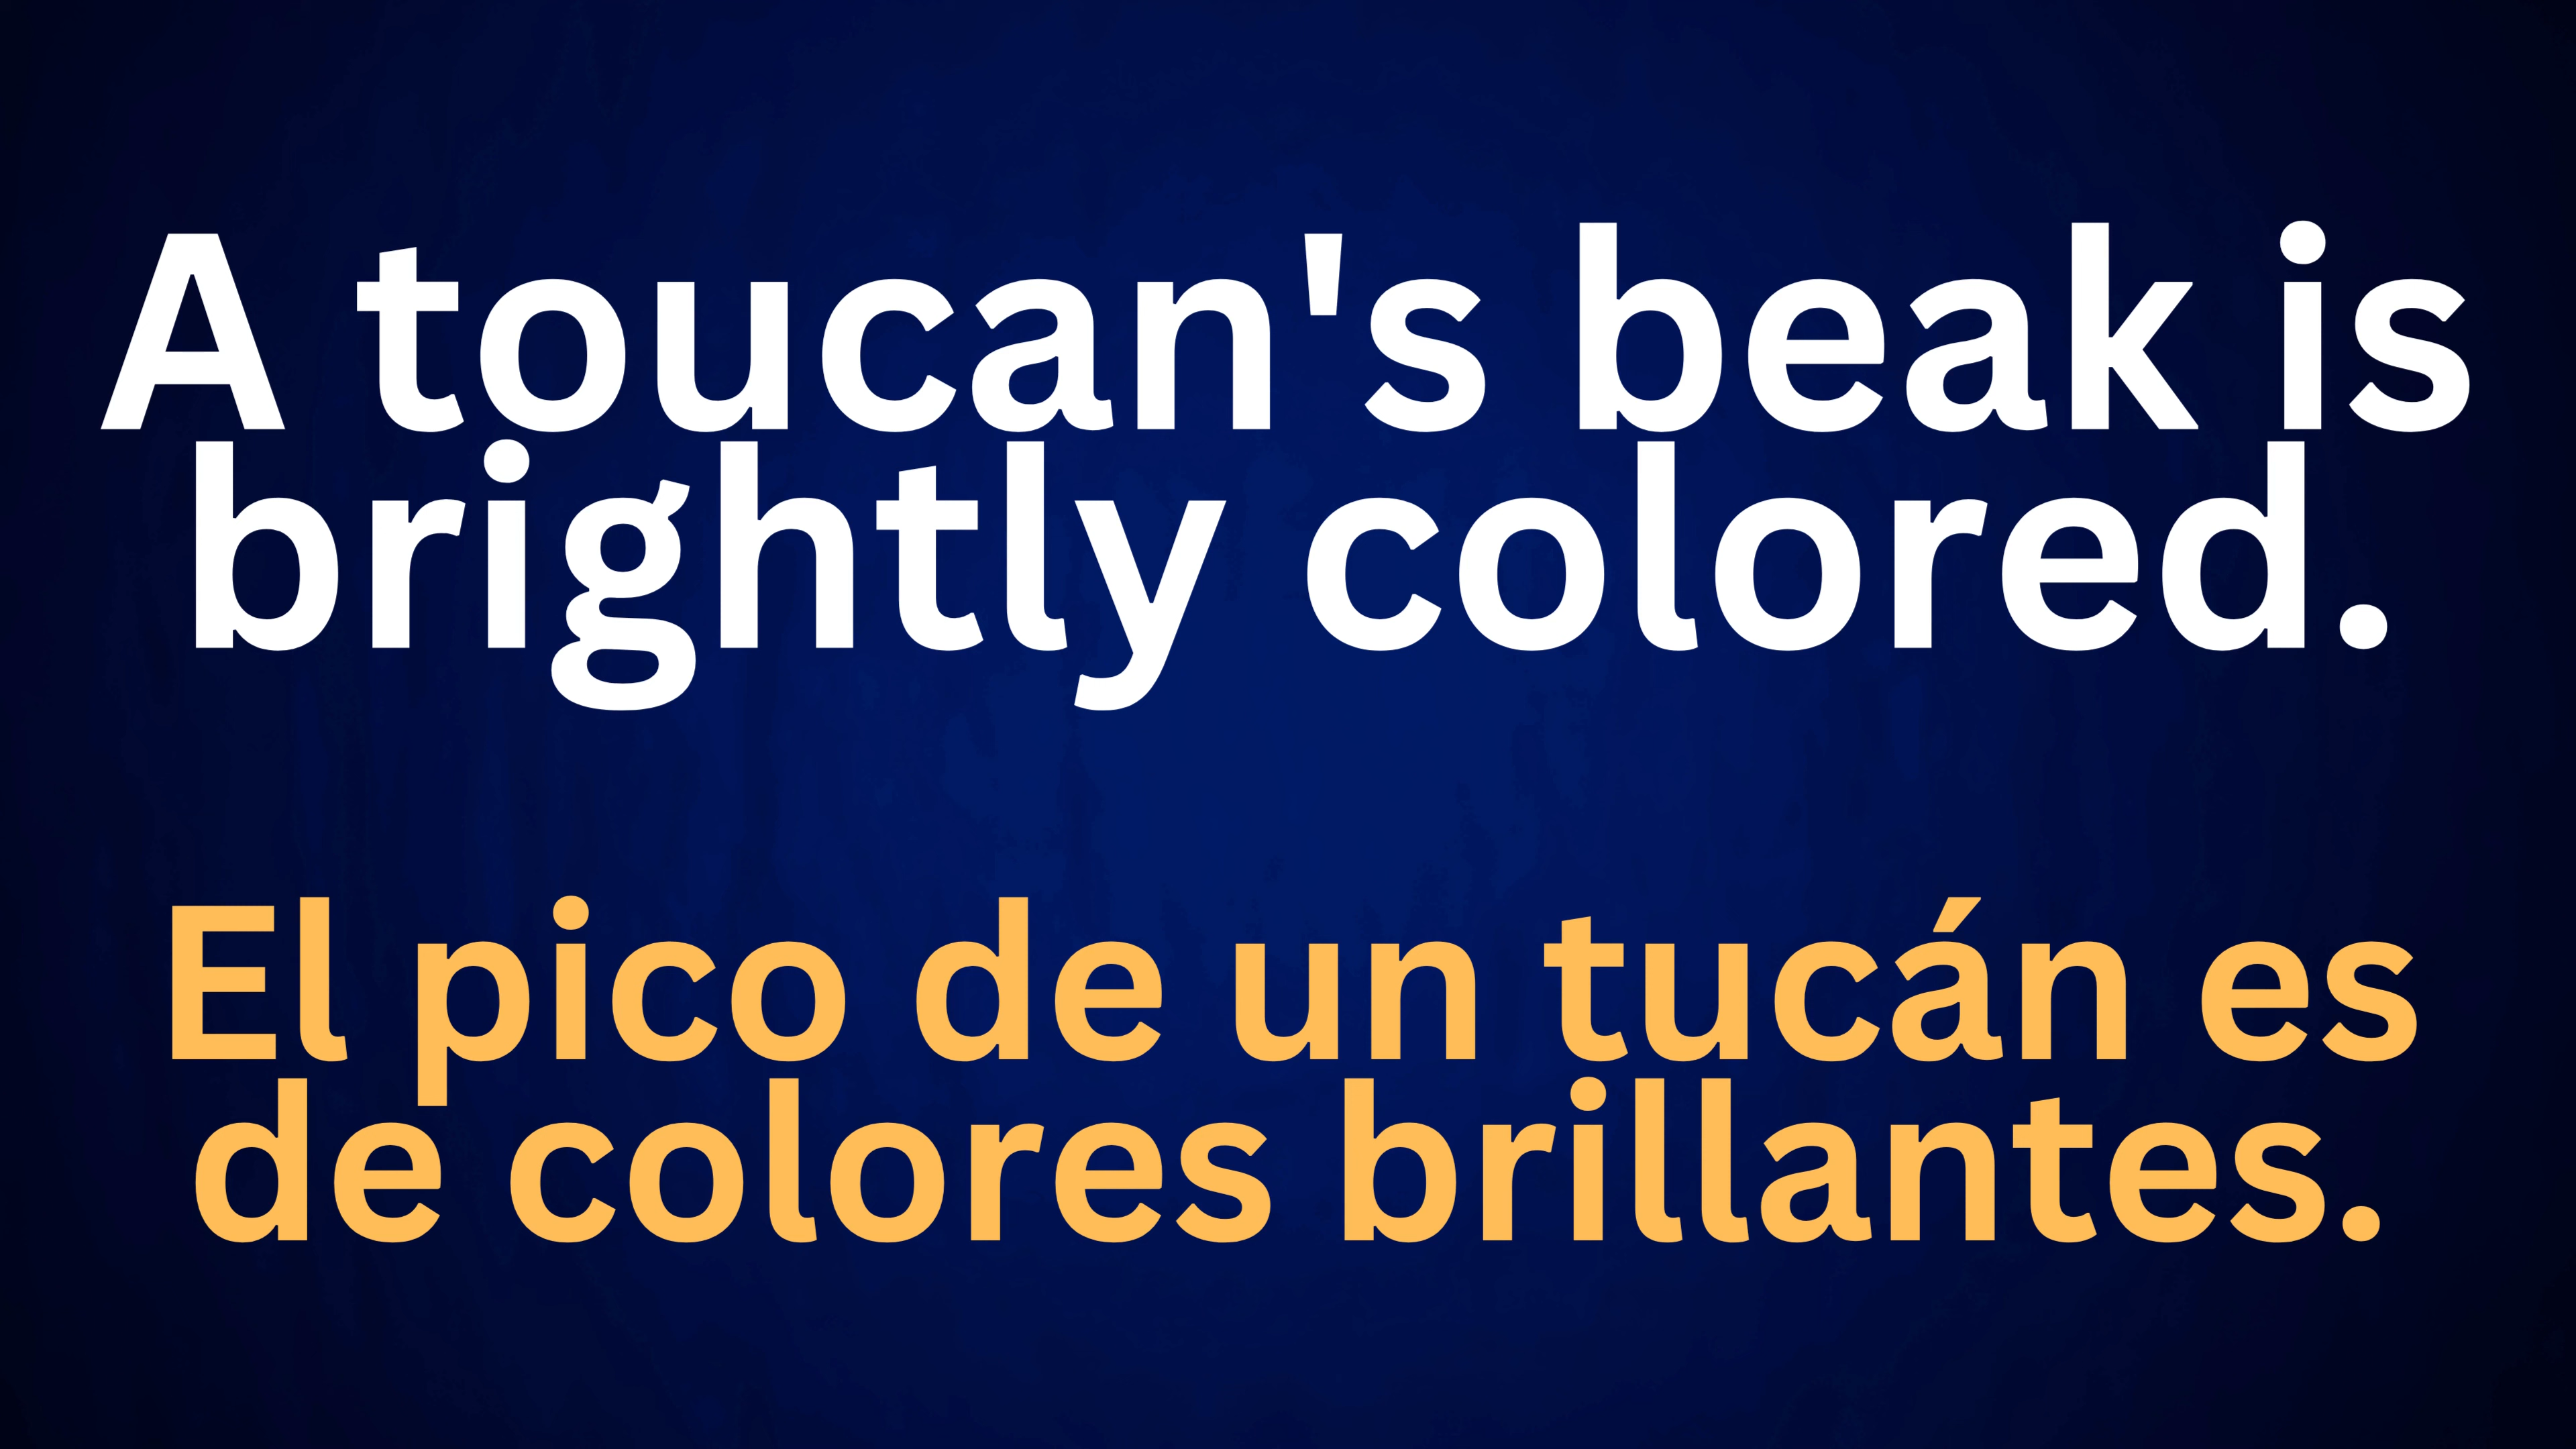 A toucan's beak is
brightly colored.
El pico de un tucán es
de colores brillantes.